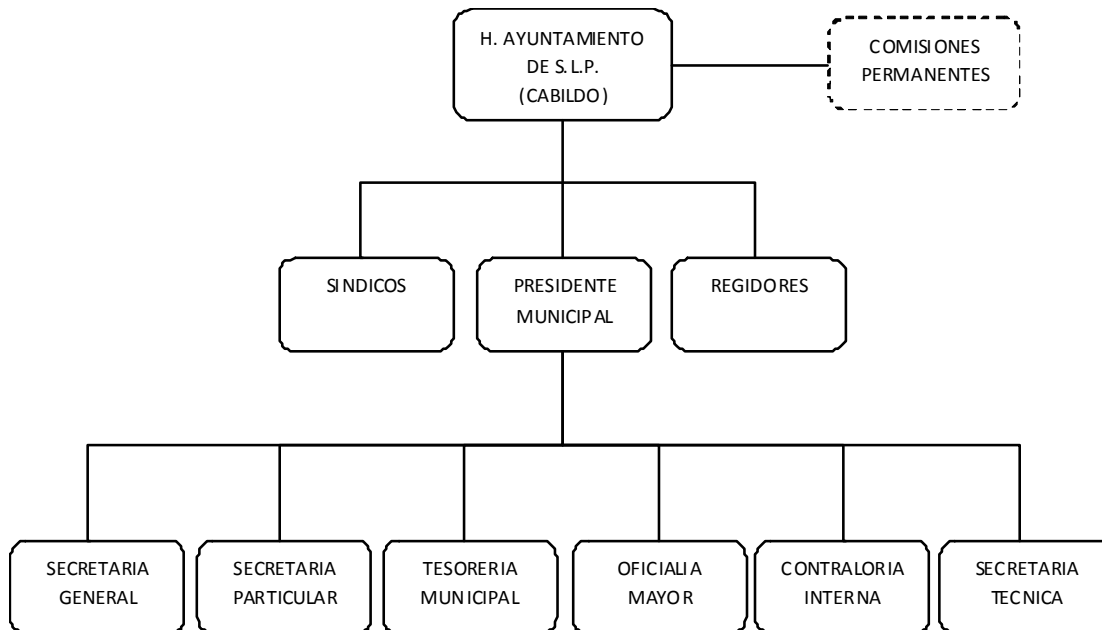 H. AYUNTAMIENTO
DE S. L.P.
(CABILDO)
COMISIONES
PERMANENTES
SINDICOS
PRESIDENTE
MUNICIPAL
REGIDORES
SECRETARIA
GENERAL
SECRETARIA
PARTICULAR
TESORERIA
MUNICIPAL
OFICIALIA
MAYOR
CONTRALORIA
INTERNA
SECRETARIA
TECNICA